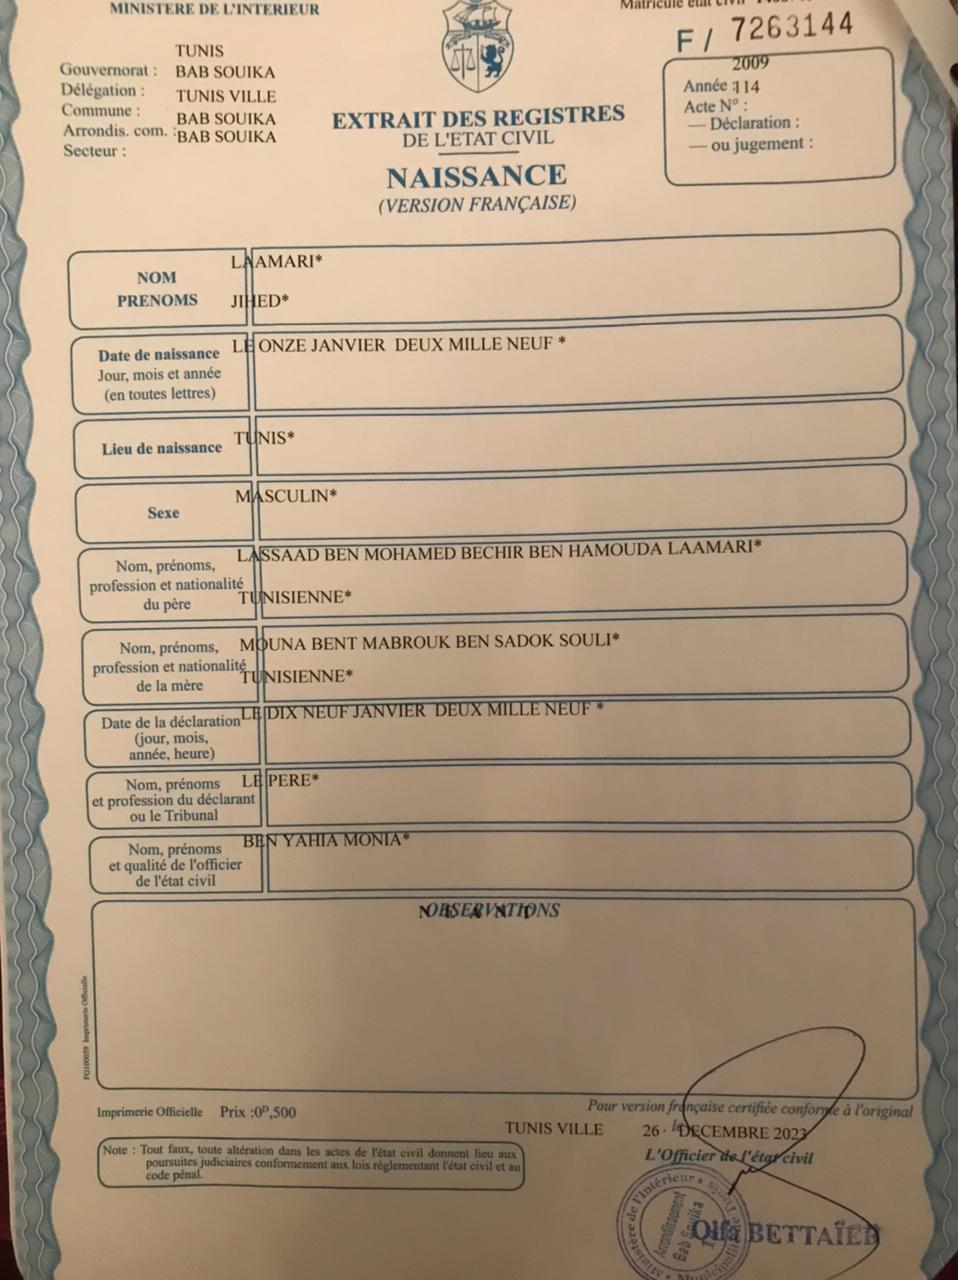 MINISTERE DE L'INTERIEUR
F / 7263144
TUNIS
Gouvernorat : BAB SOUIKA
Délégation : TUNIS VILLE
Commune : BAB SOUIKA
Arrondis. com. : BAB SOUIKA
Secteur :
2009
Année : 114
Acte N° :
— Déclaration :
— ou jugement :
EXTRAIT DES REGISTRES
DE L'ETAT CIVIL
NAISSANCE
(VERSION FRANÇAISE)
NOM LAAMARI*
PRENOMS JIHED*
Date de naissance LE ONZE JANVIER DEUX MILLE NEUF *
Jour, mois et année
(en toutes lettres)
Lieu de naissance TUNIS*
Sexe MASCULIN*
Nom, prénoms, LASSAAD BEN MOHAMED BECHIR BEN HAMOUDA LAAMARI*
profession et nationalité
du père TUNISIENNE*
Nom, prénoms, MOUNA BENT MABROUK BEN SADOK SOULI*
profession et nationalité
de la mère TUNISIENNE*
Date de la déclaration LE DIX NEUF JANVIER DEUX MILLE NEUF *
(jour, mois,
année, heure)
Nom, prénoms LE PERE*
et profession du déclarant
ou le Tribunal
Nom, prénoms BEN YAHIA MONIA*
et qualité de l'officier
de l'état civil
OBSERVATIONS
N E A N T
PG100059 Imprimerie Officielle
Imprimerie Officielle Prix :0ᴰ,500
Pour version française certifiée conforme à l'original
TUNIS VILLE 26 DECEMBRE 2023
L'Officier de l'état civil
Note : Tout faux, toute altération dans les actes de l'état civil donnent lieu aux
poursuites judiciaires conformement aux lois réglementant l'état civil et au
code pénal.
Ministère de l'Intérieur
Arrondissement
Bab Souika
Olfa BETTAÏEB